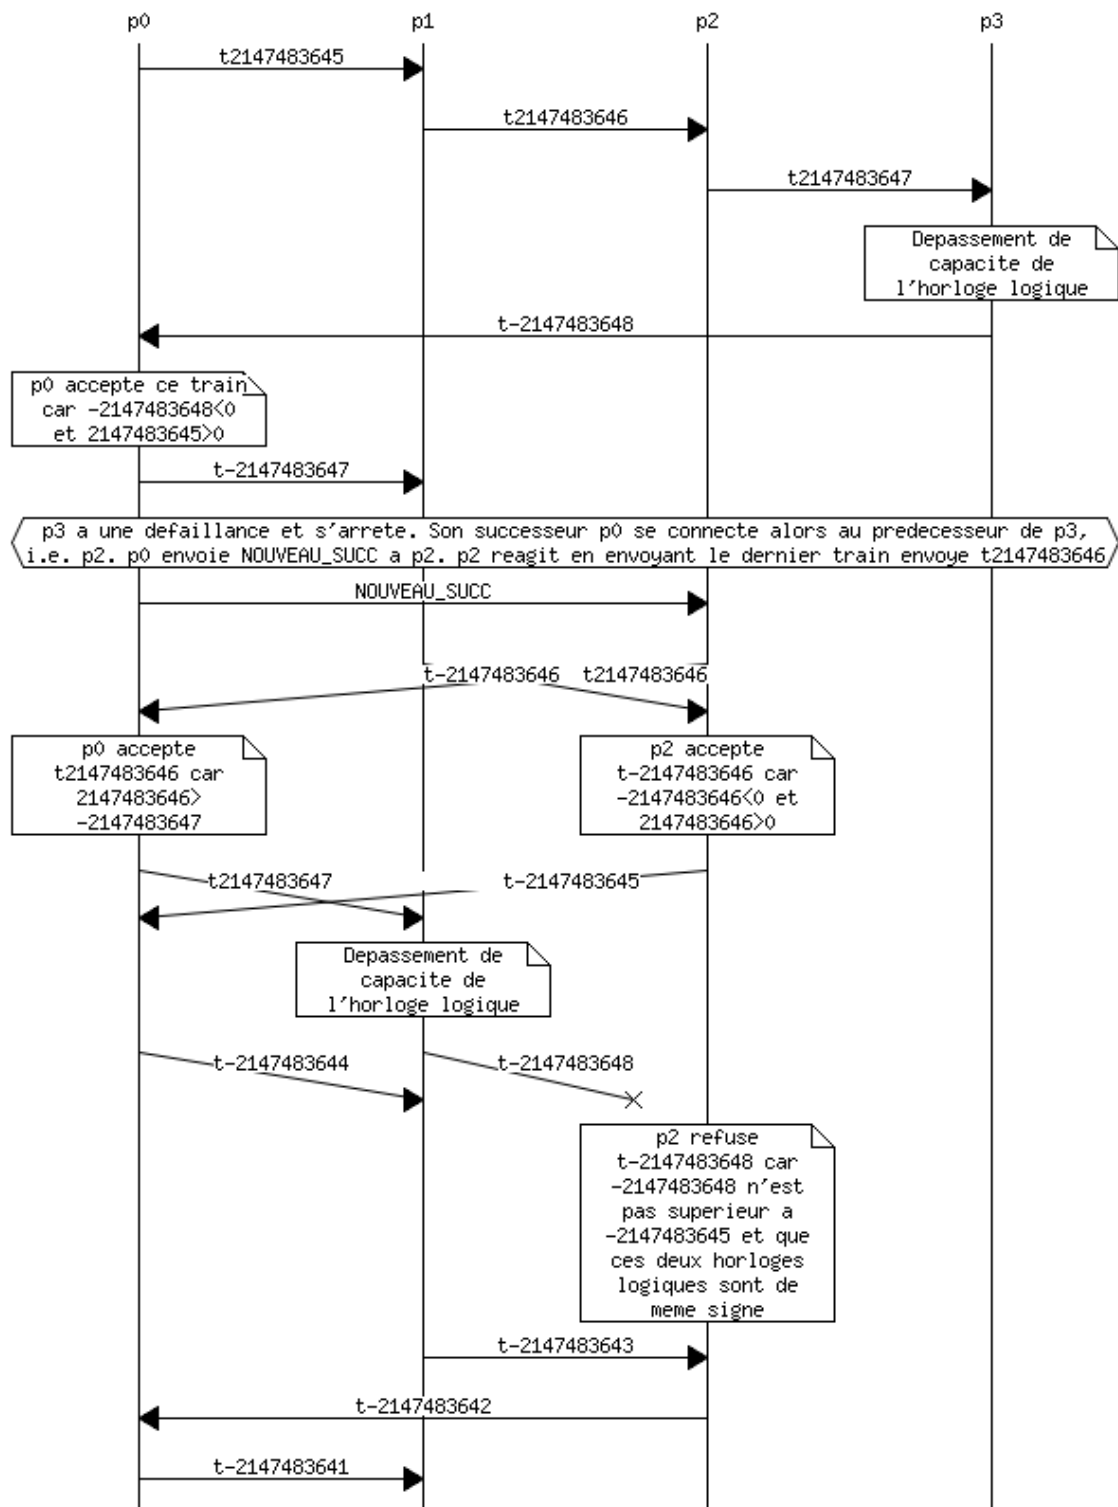 p0 p1 p2 p3
t2147483645
t2147483646
t2147483647
Depassement de
capacite de
l'horloge logique
t-2147483648
p0 accepte ce train
car -2147483648<0
et 2147483645>0
t-2147483647
p3 a une defaillance et s'arrete. Son successeur p0 se connecte alors au predecesseur de p3,
i.e. p2. p0 envoie NOUVEAU_SUCC a p2. p2 reagit en envoyant le dernier train envoye t2147483646
NOUVEAU_SUCC
t-2147483646 t2147483646
p0 accepte
t2147483646 car
2147483646>
-2147483647
p2 accepte
t-2147483646 car
-2147483646<0 et
2147483646>0
t2147483647 t-2147483645
Depassement de
capacite de
l'horloge logique
t-2147483644 t-2147483648
p2 refuse
t-2147483648 car
-2147483648 n'est
pas superieur a
-2147483645 et que
ces deux horloges
logiques sont de
meme signe
t-2147483643
t-2147483642
t-2147483641